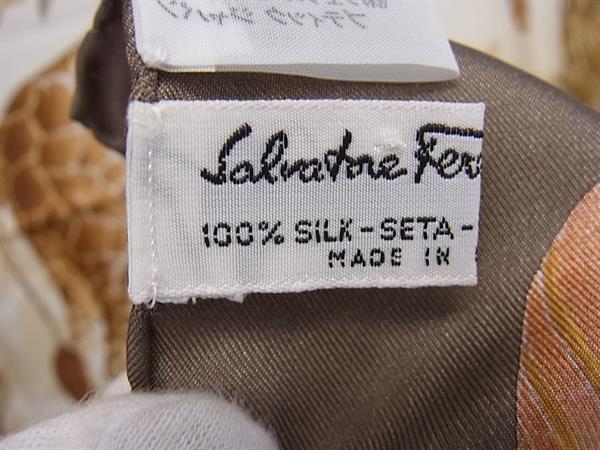 Salvatore Fer
100% SILK-SETA-
MADE IN